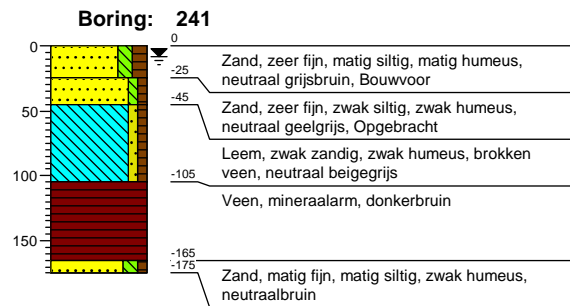 Boring: 241
0
0
Zand, zeer fijn, matig siltig, matig humeus,
neutraal grijsbruin, Bouwvoor
-25
Zand, zeer fijn, zwak siltig, zwak humeus,
neutraal geelgrijs, Opgebracht
-45
50
Leem, zwak zandig, zwak humeus, brokken
veen, neutraal beigegrijs
100
-105
Veen, mineraalarm, donkerbruin
150
-165
-175
Zand, matig fijn, matig siltig, zwak humeus,
neutraalbruin